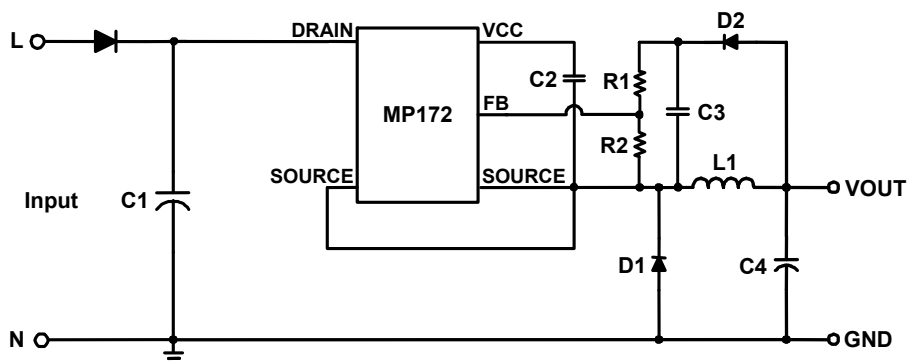 L
DRAIN
VCC
D2
C2
R1
FB
MP172
C3
R2
L1
SOURCE
SOURCE
Input
C1
VOUT
D1
C4
N
GND